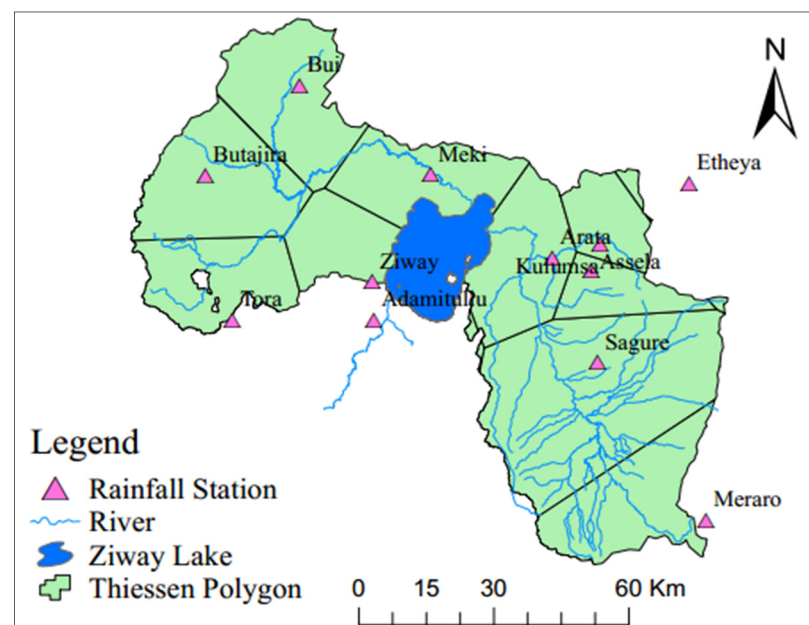 N
Bui
Butajira
Meki
Etheya
Arata
Kulumsa
Assela
Ziway
Tora
Adamitullu
Sagure
Meraro
Legend
Rainfall Station
River
Ziway Lake
Thiessen Polygon
0 15 30 60 Km